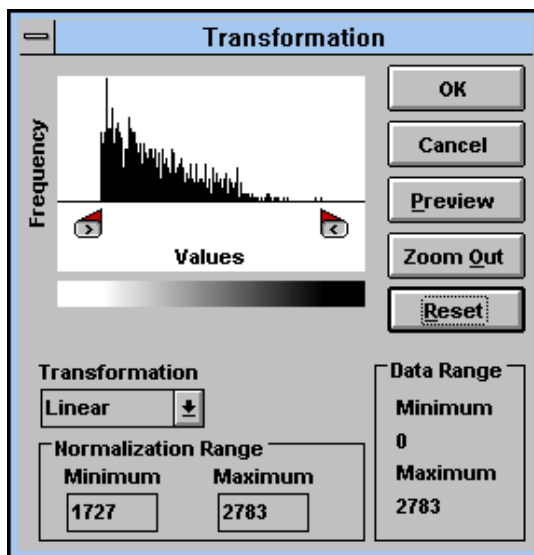 Transformation
Frequency
Values
OK
Cancel
Preview
Zoom Out
Reset
Transformation
Linear
Normalization Range
Minimum
Maximum
1727
2783
Data Range
Minimum
0
Maximum
2783